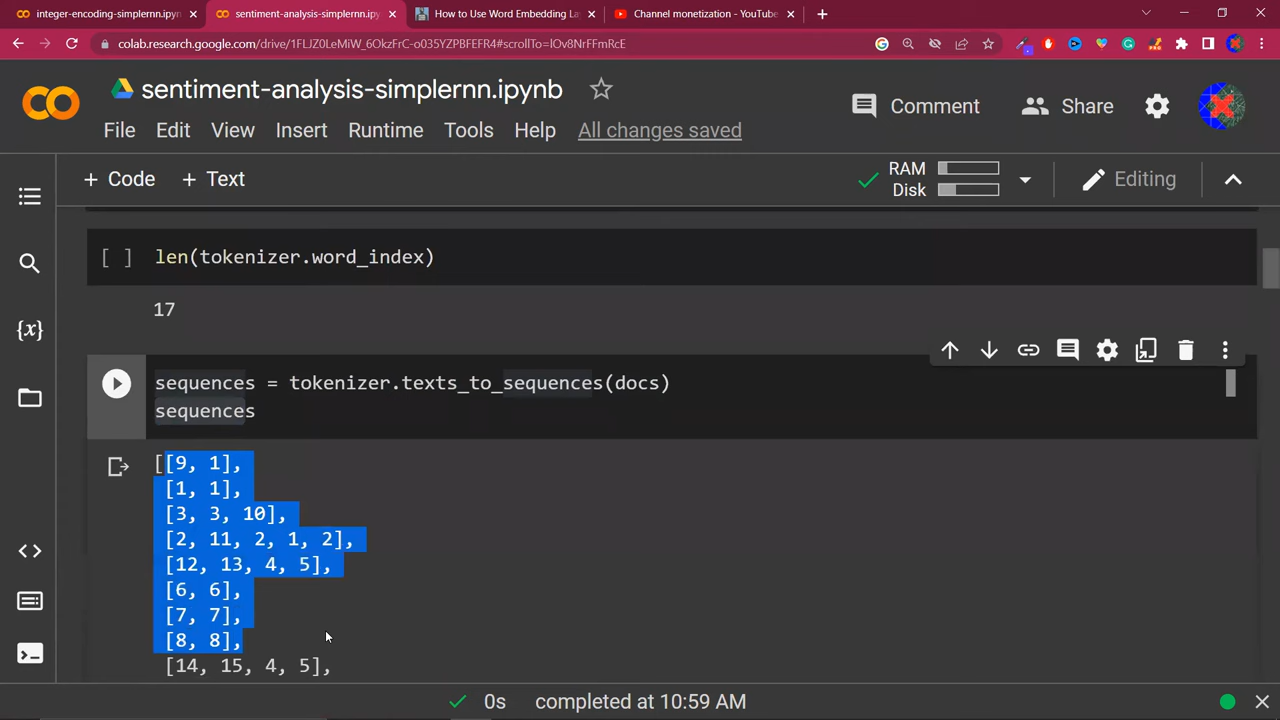 integer-encoding-simplernn.ipynb
sentiment-analysis-simplernn.ipy
How to Use Word Embedding La
Channel monetization - YouTube
colab.research.google.com/drive/1FLJZ0LeMiW_6OkzFrC-o035YZPBFEFR4#scrollTo=lOv8NrFFmRcE
sentiment-analysis-simplernn.ipynb
Comment
Share
File Edit View Insert Runtime Tools Help All changes saved
+ Code + Text
RAM
Disk
Editing
[ ] len(tokenizer.word_index)
17
sequences = tokenizer.texts_to_sequences(docs)
sequences
[[9, 1],
[1, 1],
[3, 3, 10],
[2, 11, 2, 1, 2],
[12, 13, 4, 5],
[6, 6],
[7, 7],
[8, 8],
[14, 15, 4, 5],
0s completed at 10:59 AM